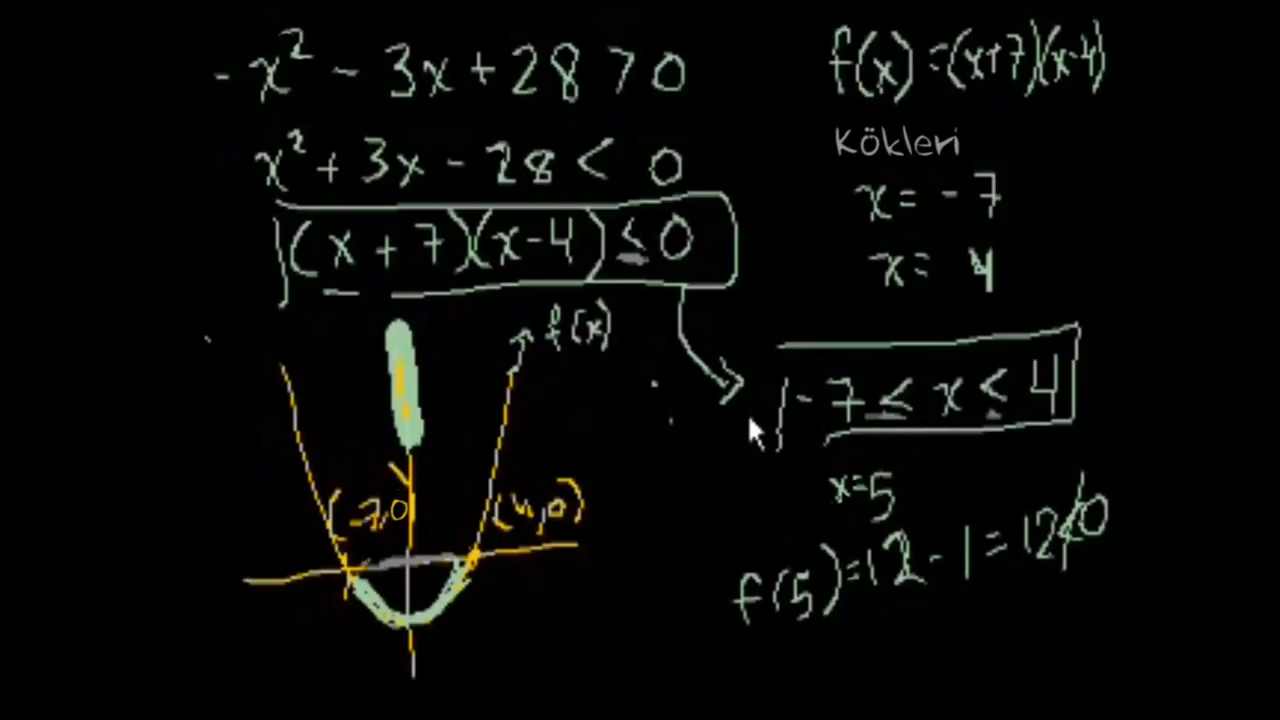 -x² - 3x + 28 > 0
x² + 3x - 28 < 0
(x + 7)(x - 4) ≤ 0
f(x)
(-7,0)
(4,0)
f(x) = (x+7)(x-4)
Kökleri
x = -7
x = 4
-7 ≤ x ≤ 4
x=5
f(5) = 12 - 1 = 12 ≮ 0